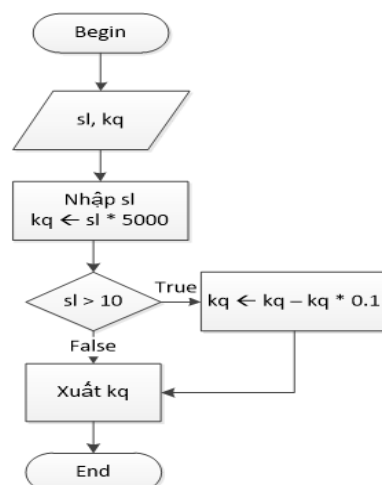 Begin
sl, kq
Nhập sl
kq ← sl * 5000
sl > 10
True
kq ← kq – kq * 0.1
False
Xuất kq
End